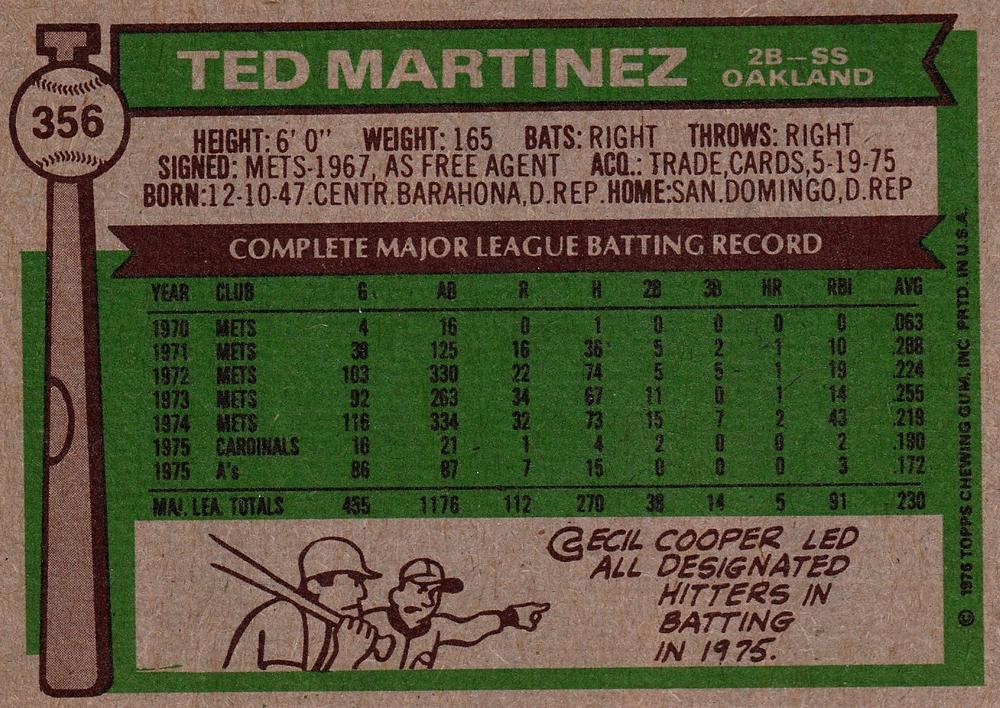 356
TED MARTINEZ
2B—SS
OAKLAND
HEIGHT: 6' 0" WEIGHT: 165 BATS: RIGHT THROWS: RIGHT
SIGNED: METS-1967, AS FREE AGENT ACQ.: TRADE,CARDS,5-19-75
BORN:12-10-47.CENTR.BARAHONA,D.REP.HOME:SAN.DOMINGO,D.REP
COMPLETE MAJOR LEAGUE BATTING RECORD
YEAR CLUB G AB R H 2B 3B HR RBI AVG
1970 METS 4 16 0 1 0 0 0 0 .063
1971 METS 38 125 16 36 5 2 1 10 .288
1972 METS 103 330 22 74 5 5 1 19 .224
1973 METS 92 263 34 67 11 0 1 14 .255
1974 METS 116 334 32 73 15 7 2 43 .219
1975 CARDINALS 16 21 1 4 2 0 0 2 .190
1975 A's 86 87 7 15 0 0 0 3 .172
MAJ. LEA. TOTALS 455 1176 112 270 38 14 5 91 .230
CECIL COOPER LED
ALL DESIGNATED
HITTERS IN
BATTING
IN 1975.
© 1976 TOPPS CHEWING GUM, INC PRTD. IN U.S.A.